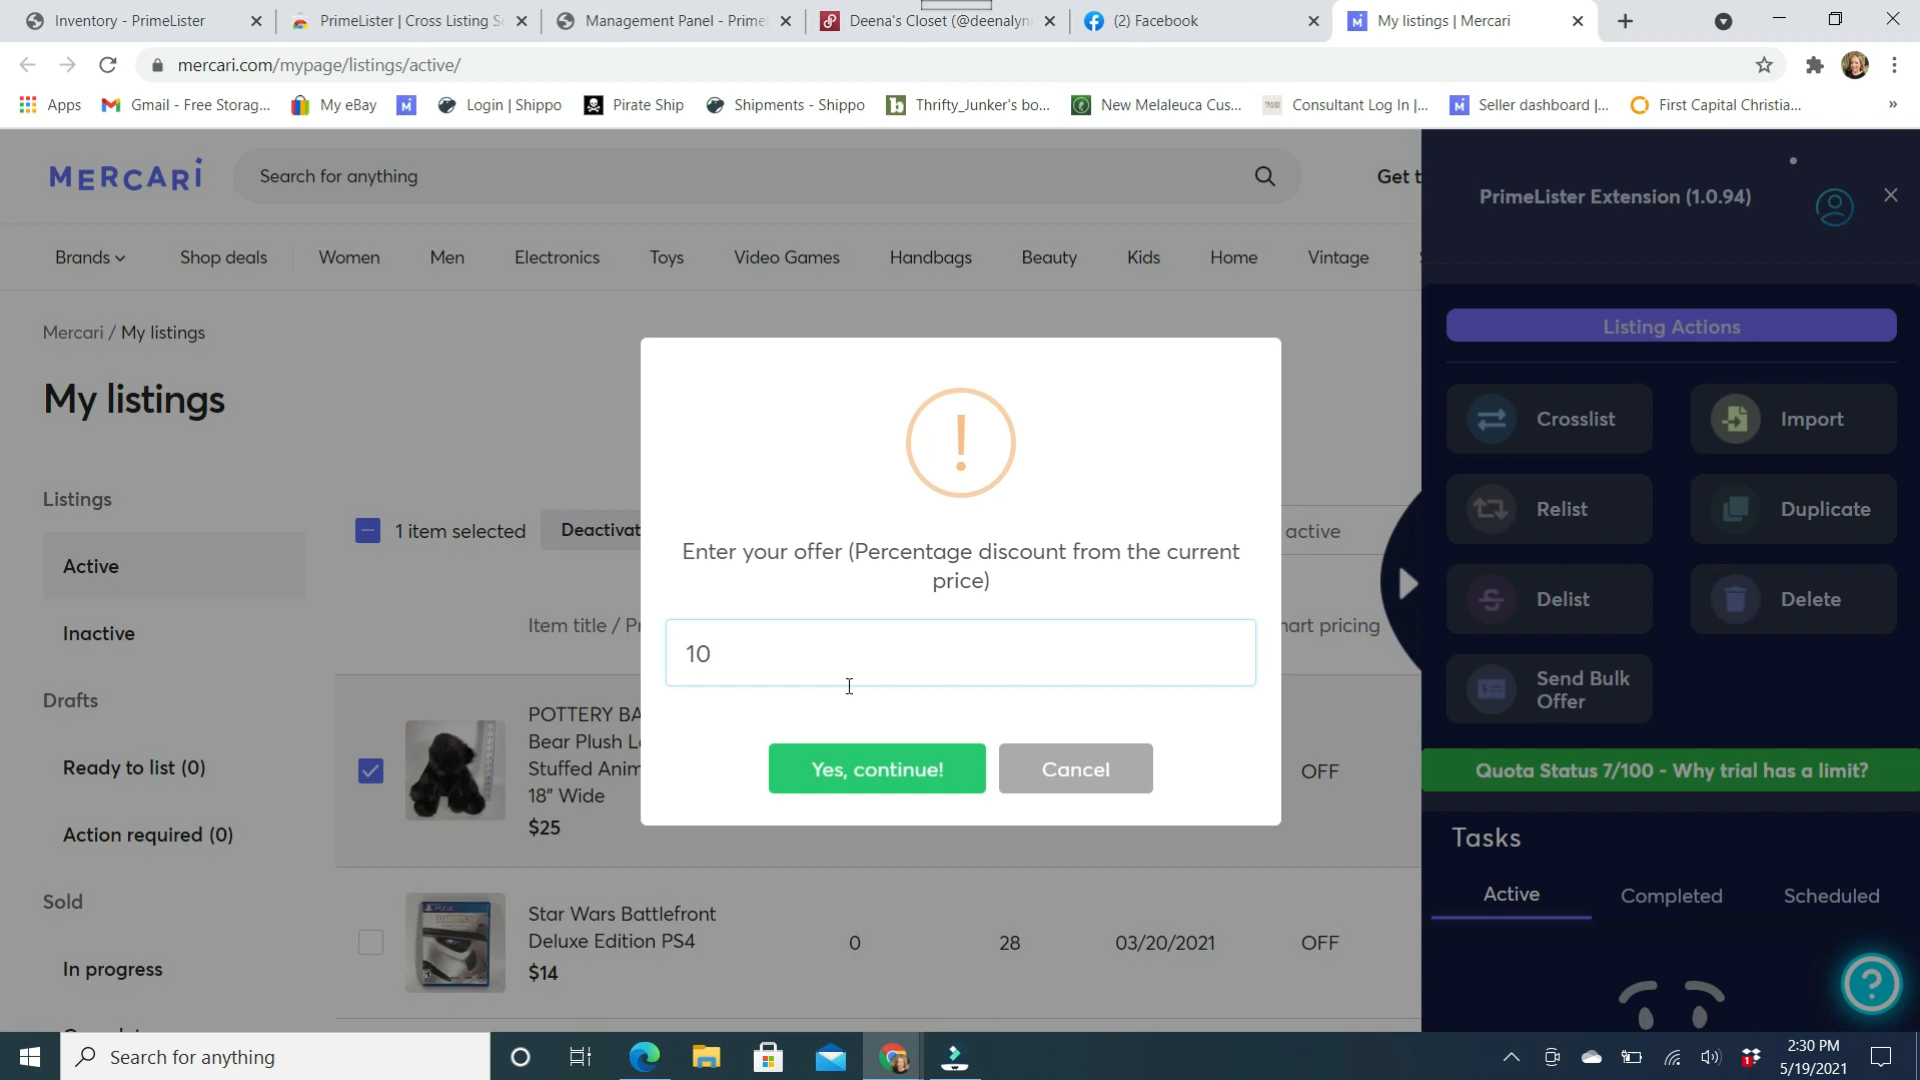 Inventory - PrimeLister
PrimeLister | Cross Listing S
Management Panel - Prime
Deena's Closet (@deenalyn
(2) Facebook
My listings | Mercari
mercari.com/mypage/listings/active/
Apps
Gmail - Free Storag...
My eBay
Login | Shippo
Pirate Ship
Shipments - Shippo
Thrifty_Junker's bo...
New Melaleuca Cus...
Consultant Log In |...
Seller dashboard |...
First Capital Christia...
»
MERCARI
Search for anything
Get t
PrimeLister Extension (1.0.94)
Brands
Shop deals
Women
Men
Electronics
Toys
Video Games
Handbags
Beauty
Kids
Home
Vintage
Mercari / My listings
Listing Actions
My listings
Crosslist
Import
Listings
1 item selected
Deactivat
active
Relist
Duplicate
Enter your offer (Percentage discount from the current
price)
Active
Delist
Delete
Inactive
Item title / Pr
art pricing
10
Send Bulk
Offer
Drafts
POTTERY BA
Bear Plush L
Stuffed Anim
18" Wide
$25
OFF
Ready to list (0)
Yes, continue!
Cancel
Quota Status 7/100 - Why trial has a limit?
Action required (0)
Tasks
Active
Completed
Scheduled
Sold
Star Wars Battlefront
Deluxe Edition PS4
$14
0
28
03/20/2021
OFF
In progress
?
Search for anything
2:30 PM
5/19/2021